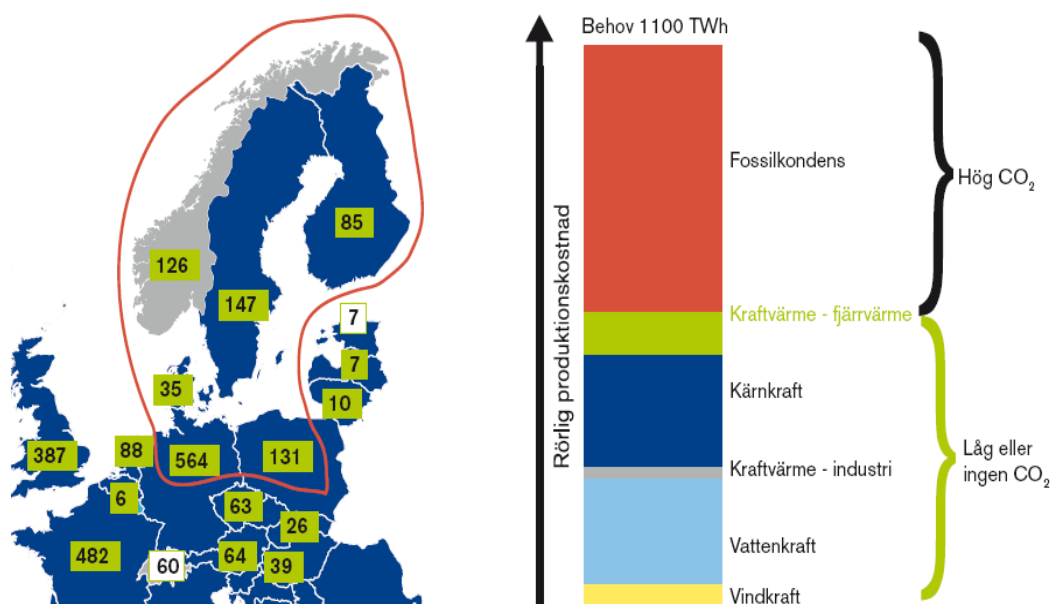 126
147
85
7
7
10
35
387
88
564
131
6
63
26
482
60
64
39
Rörlig produktionskostnad
Behov 1100 TWh
Fossilkondens
Kraftvärme - fjärrvärme
Kärnkraft
Kraftvärme - industri
Vattenkraft
Vindkraft
Hög CO₂
Låg eller
ingen CO₂